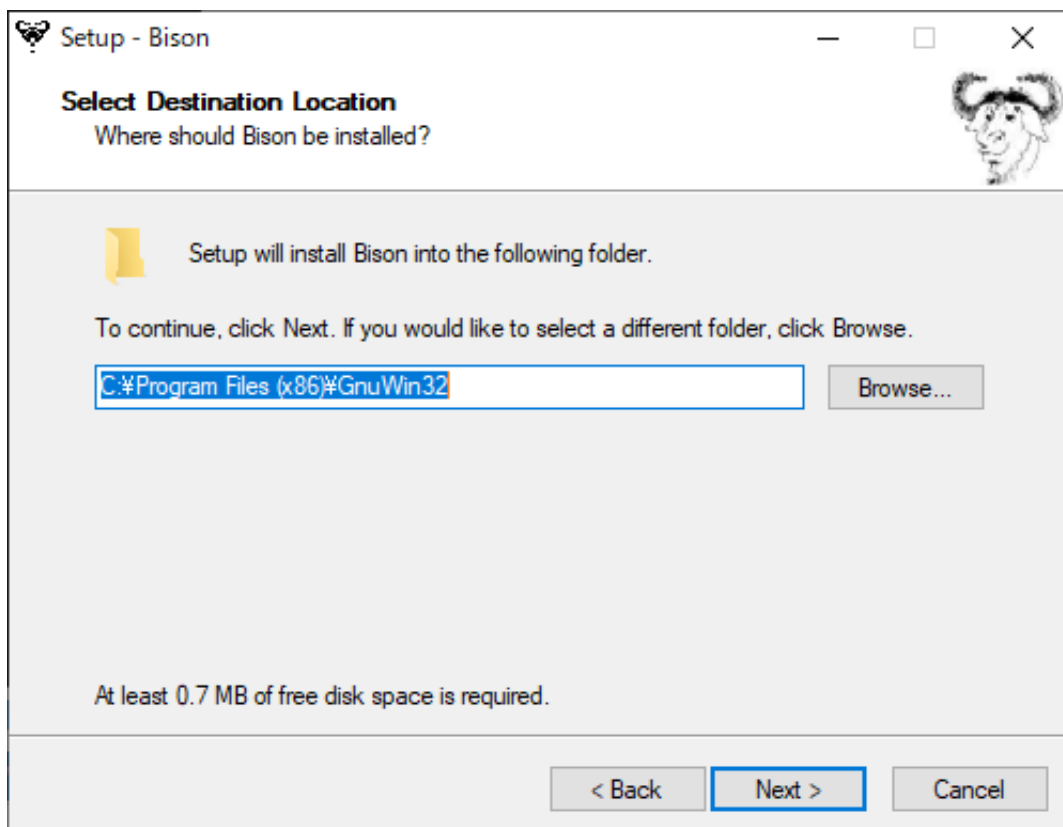 Setup - Bison
Select Destination Location
Where should Bison be installed?
Setup will install Bison into the following folder.
To continue, click Next. If you would like to select a different folder, click Browse.
C:¥Program Files (x86)¥GnuWin32
Browse...
At least 0.7 MB of free disk space is required.
< Back
Next >
Cancel